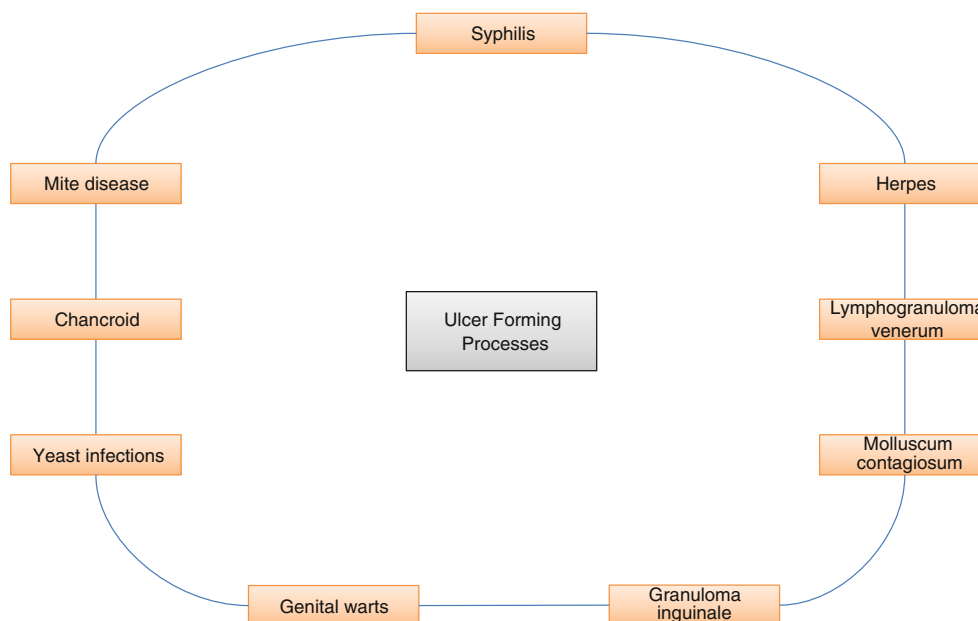 Syphilis
Mite disease
Herpes
Chancroid
Ulcer Forming
Processes
Lymphogranuloma
venerum
Yeast infections
Molluscum
contagiosum
Genital warts
Granuloma
inguinale